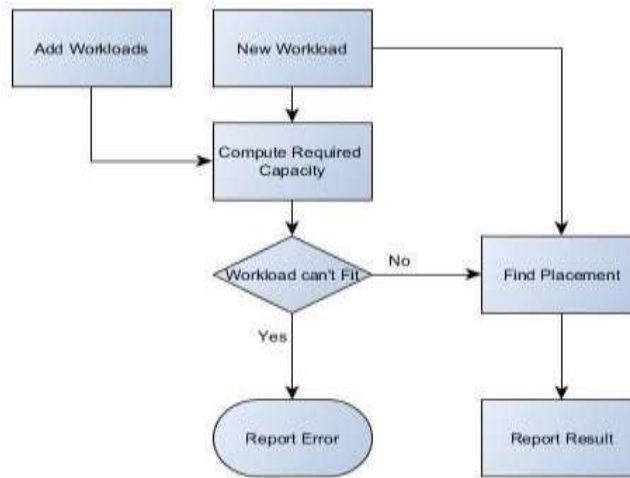 Add Workloads
New Workload
Compute Required
Capacity
Workload can't Fit
No
Find Placement
Yes
Report Error
Report Result